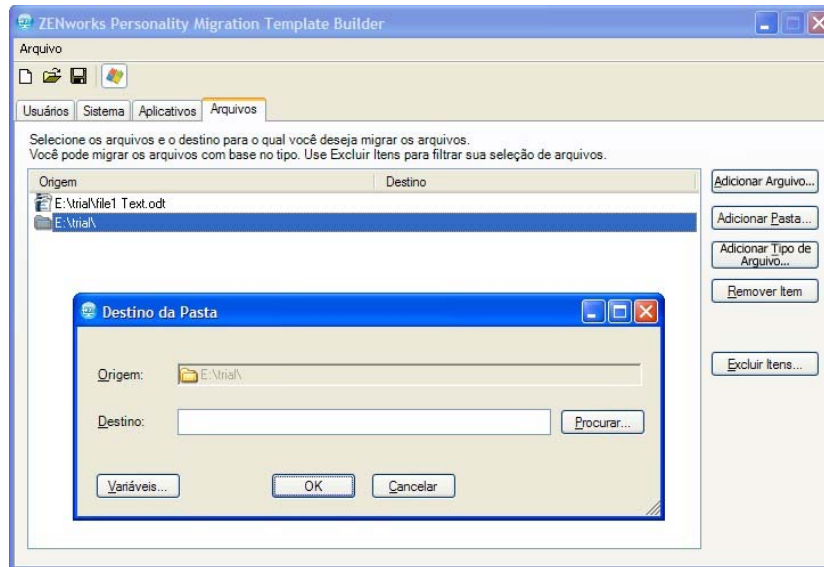 ZENworks Personality Migration Template Builder
Arquivo
Usuários Sistema Aplicativos Arquivos
Selecione os arquivos e o destino para o qual você deseja migrar os arquivos.
Você pode migrar os arquivos com base no tipo. Use Excluir Itens para filtrar sua seleção de arquivos.
Origem Destino
E:\trial\file1 Text.odt
E:\trial\
Adicionar Arquivo...
Adicionar Pasta...
Adicionar Tipo de
Arquivo...
Remover Item
Excluir Itens...
Destino da Pasta
Origem: E:\trial\
Destino: Procurar...
Variáveis... OK Cancelar